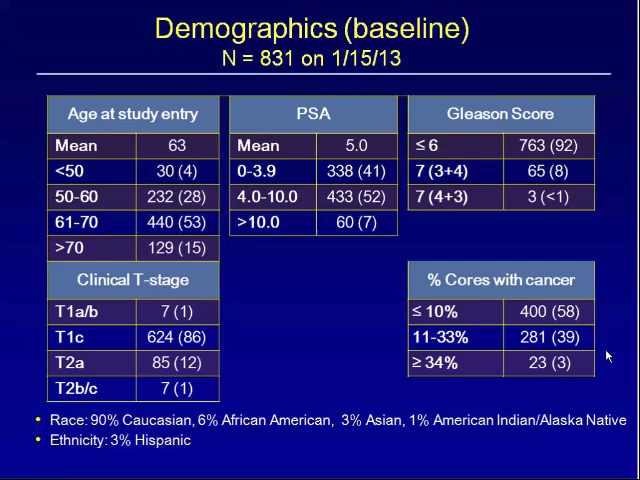 Demographics (baseline)
N = 831 on 1/15/13
Age at study entry
Mean 63
<50 30 (4)
50-60 232 (28)
61-70 440 (53)
>70 129 (15)
PSA
Mean 5.0
0-3.9 338 (41)
4.0-10.0 433 (52)
>10.0 60 (7)
Gleason Score
≤ 6 763 (92)
7 (3+4) 65 (8)
7 (4+3) 3 (<1)
Clinical T-stage
T1a/b 7 (1)
T1c 624 (86)
T2a 85 (12)
T2b/c 7 (1)
% Cores with cancer
≤ 10% 400 (58)
11-33% 281 (39)
≥ 34% 23 (3)
• Race: 90% Caucasian, 6% African American, 3% Asian, 1% American Indian/Alaska Native
• Ethnicity: 3% Hispanic